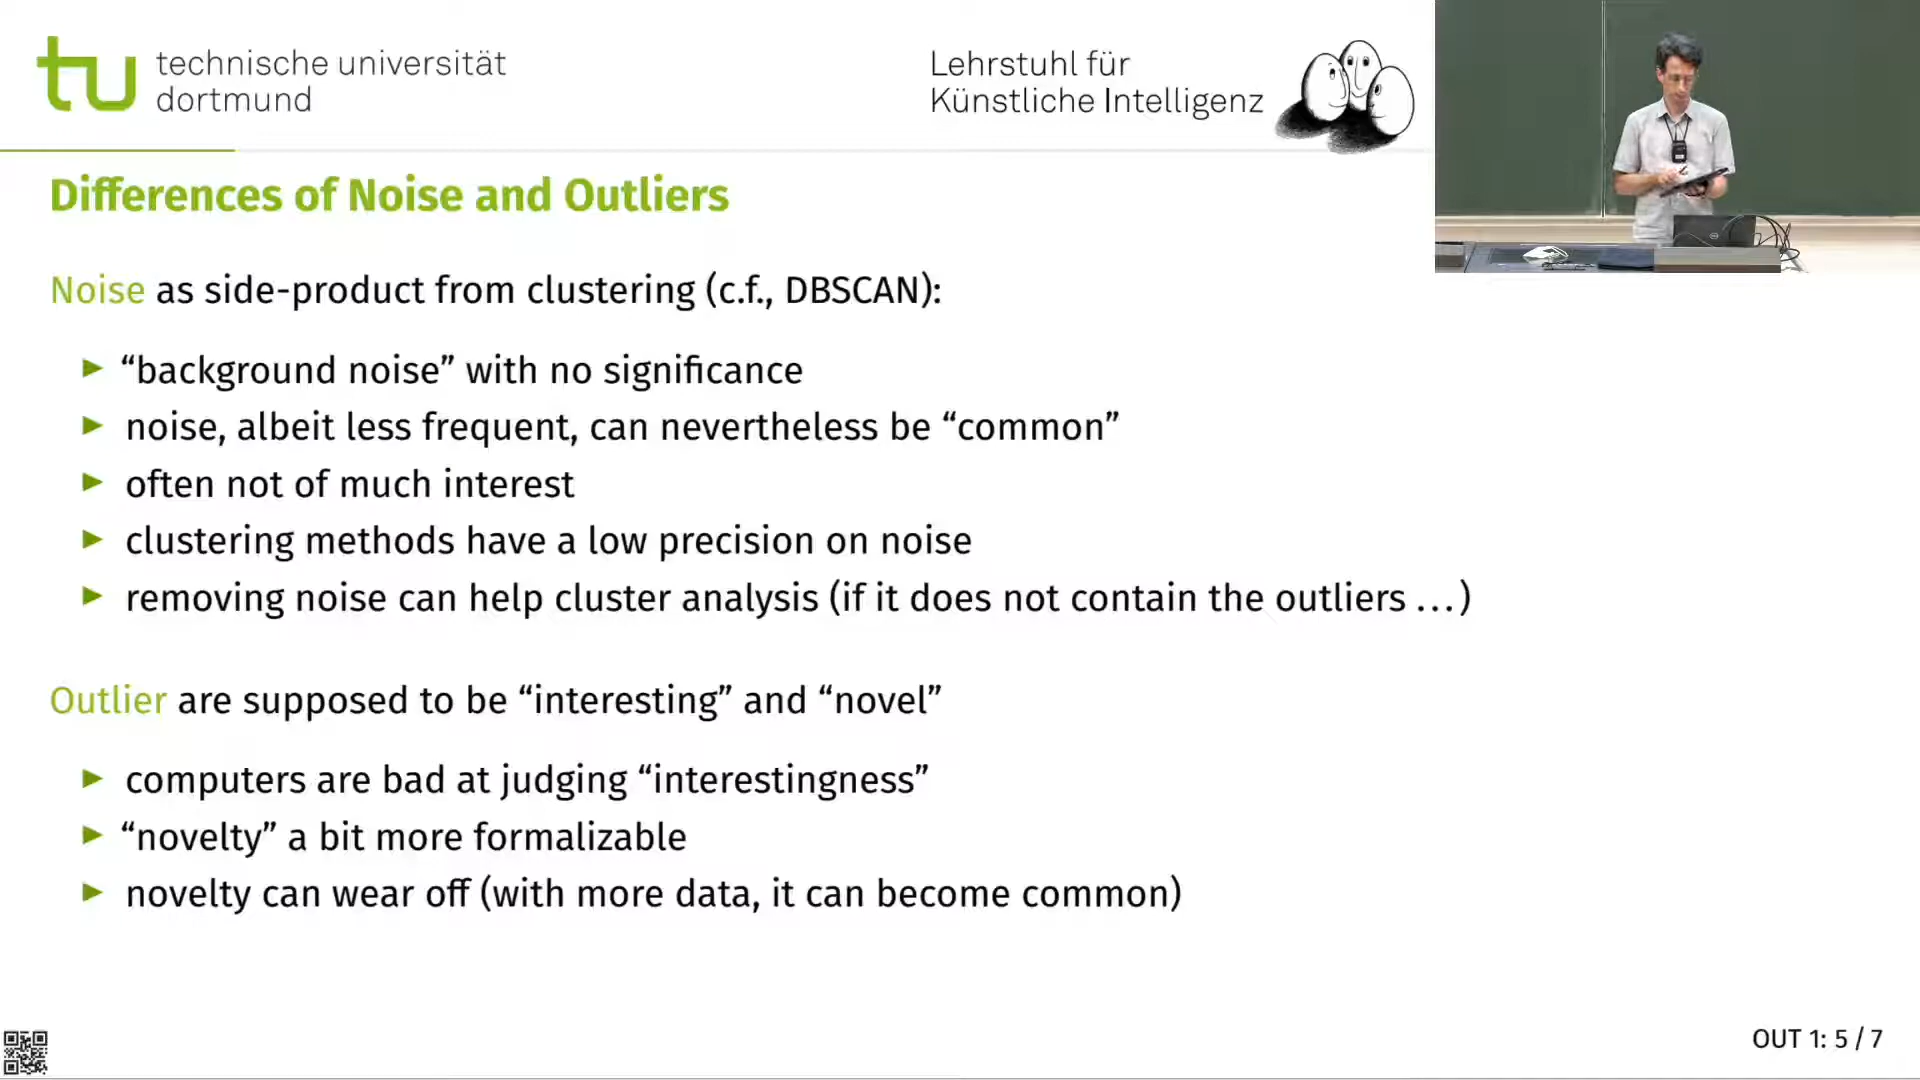 technische universität
dortmund
Lehrstuhl für
Künstliche Intelligenz
Differences of Noise and Outliers
Noise as side-product from clustering (c.f., DBSCAN):
“background noise” with no significance
noise, albeit less frequent, can nevertheless be “common”
often not of much interest
clustering methods have a low precision on noise
removing noise can help cluster analysis (if it does not contain the outliers …)
Outlier are supposed to be “interesting” and “novel”
computers are bad at judging “interestingness”
“novelty” a bit more formalizable
novelty can wear off (with more data, it can become common)
OUT 1: 5 / 7